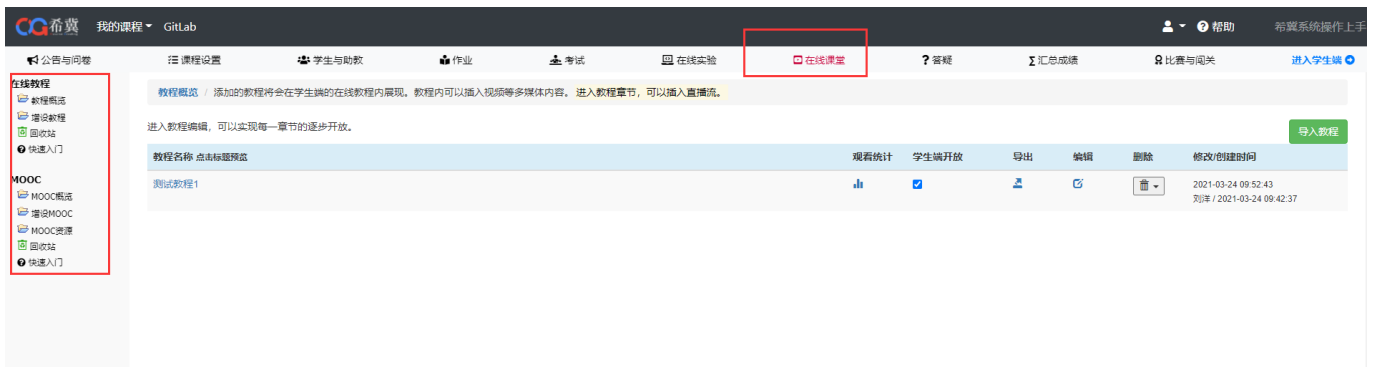 CG希冀 我的课程 GitLab 帮助 希冀系统操作上手
公告与问卷 课程设置 学生与助教 作业 考试 在线实验 在线课堂 ? 答疑 ∑ 汇总成绩 比赛与闯关 进入学生端
在线教程
教程概览
增设教程
回收站
快速入门
MOOC
MOOC概览
增设MOOC
MOOC资源
回收站
快速入门
教程概览 / 添加的教程将会在学生端的在线教程内展现。教程内可以插入视频等多媒体内容。 进入教程章节，可以插入直播流。
进入教程编辑，可以实现每一章节的逐步开放。
导入教程
教程名称 点击标题预览 观看统计 学生端开放 导出 编辑 删除 修改/创建时间
测试教程1 2021-03-24 09:52:43
刘洋 / 2021-03-24 09:42:37